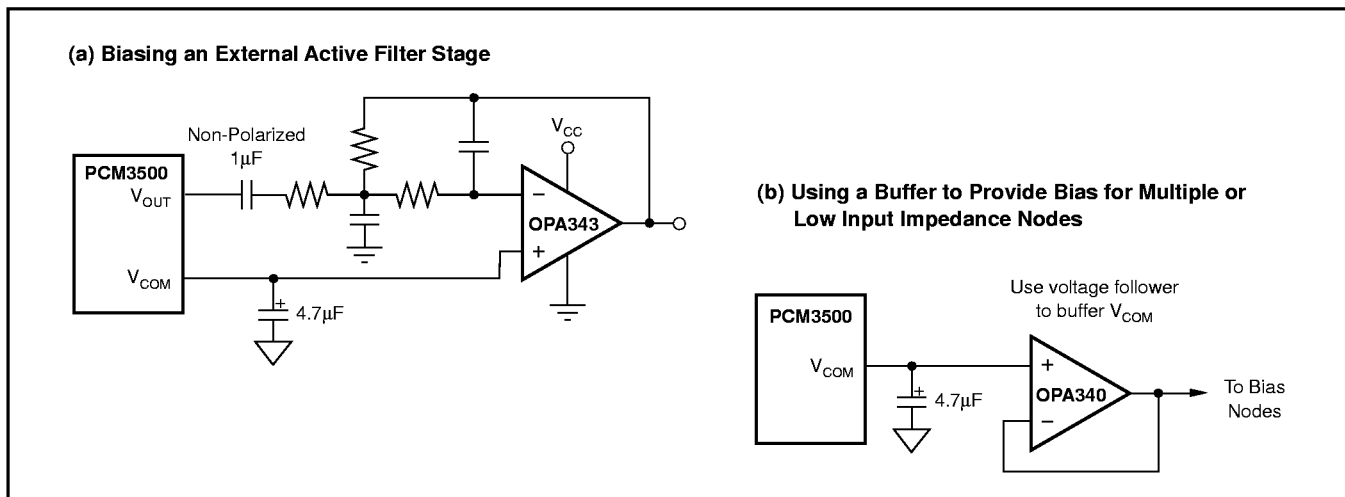 (a) Biasing an External Active Filter Stage
Non-Polarized
1µF
PCM3500
VOUT
VCOM
4.7µF
VCC
−
OPA343
+
(b) Using a Buffer to Provide Bias for Multiple or
Low Input Impedance Nodes
Use voltage follower
to buffer VCOM
PCM3500
VCOM
+
4.7µF
+
OPA340
−
To Bias
Nodes